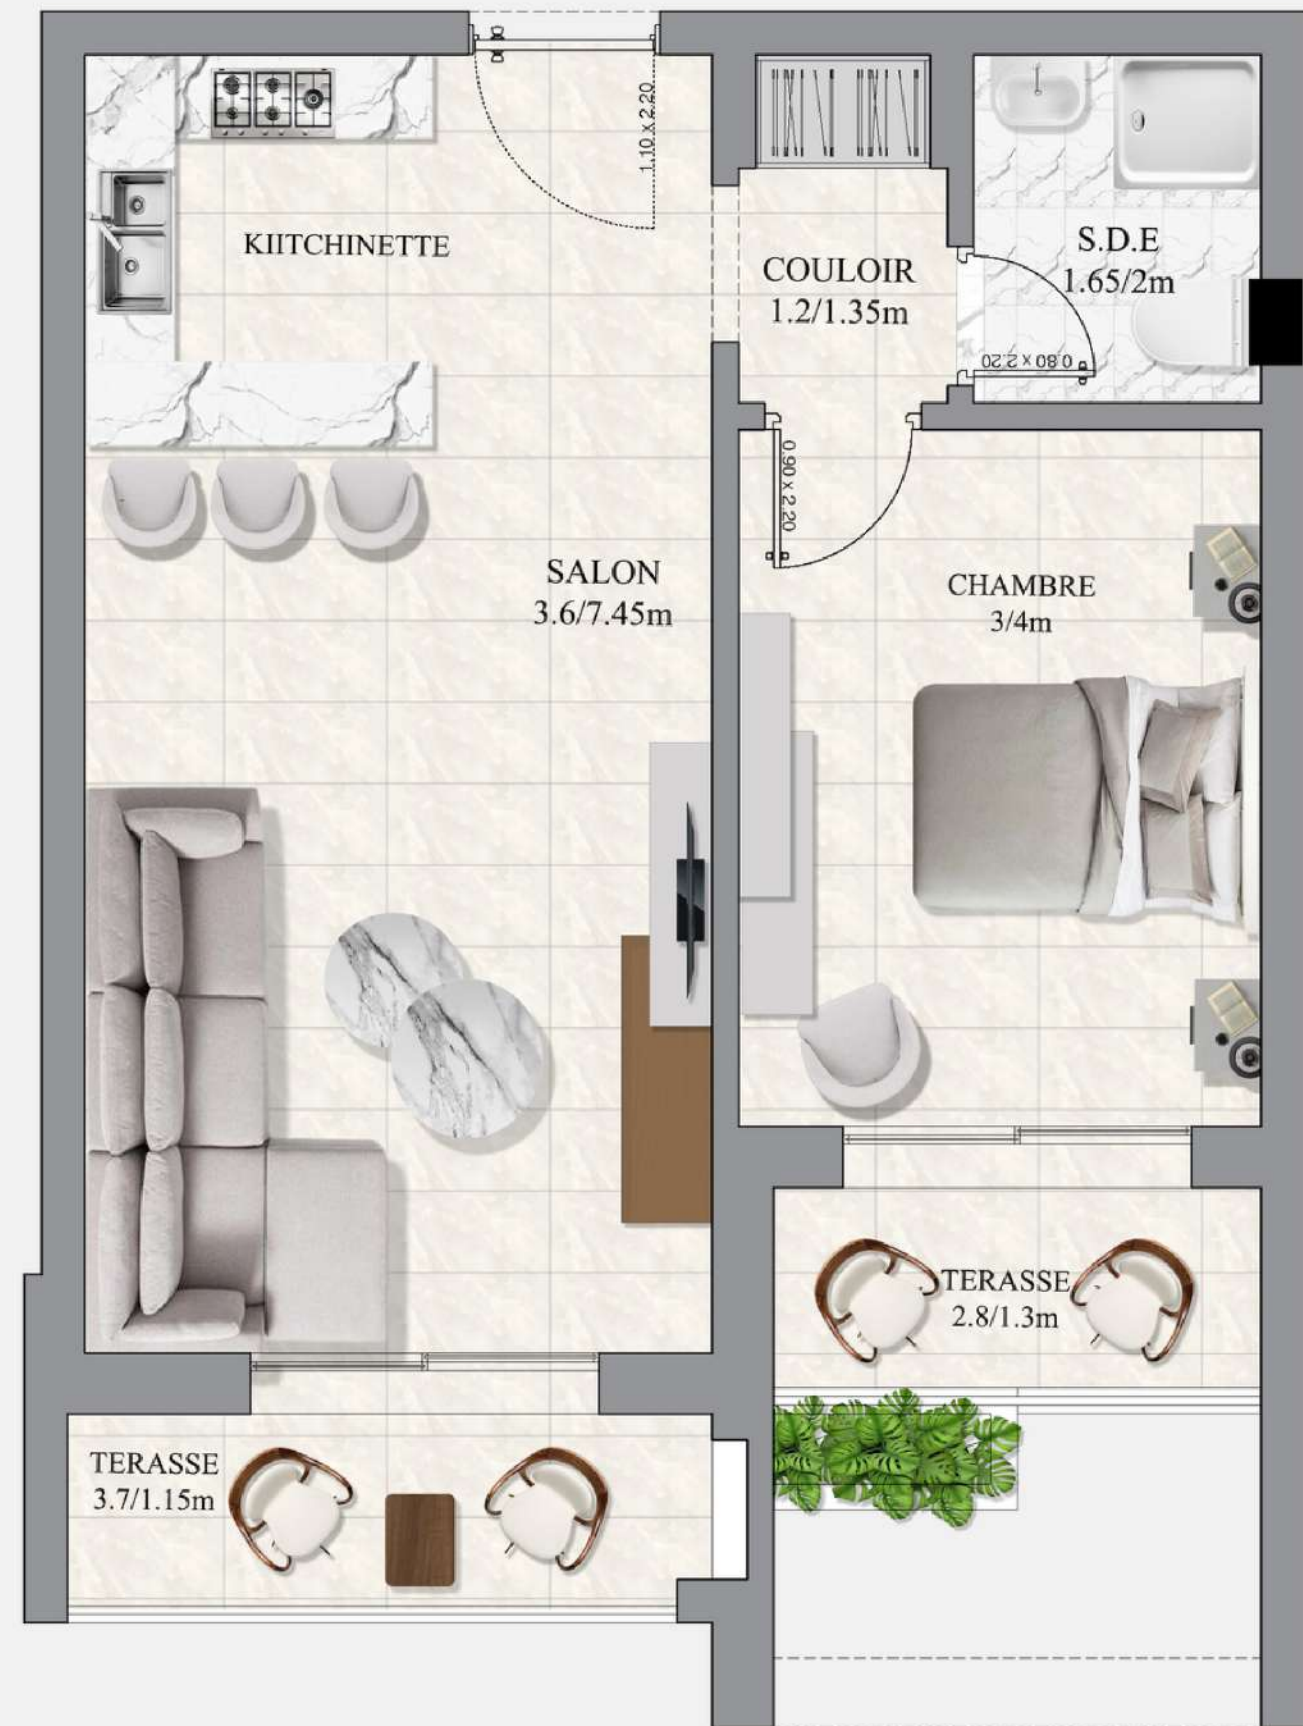 1.10 x 2.20
KIITCHINETTE
S.D.E
1.65/2m
COULOIR
1.2/1.35m
0.80 x 2.20
0.90 x 2.20
SALON
3.6/7.45m
CHAMBRE
3/4m
TERASSE
2.8/1.3m
TERASSE
3.7/1.15m